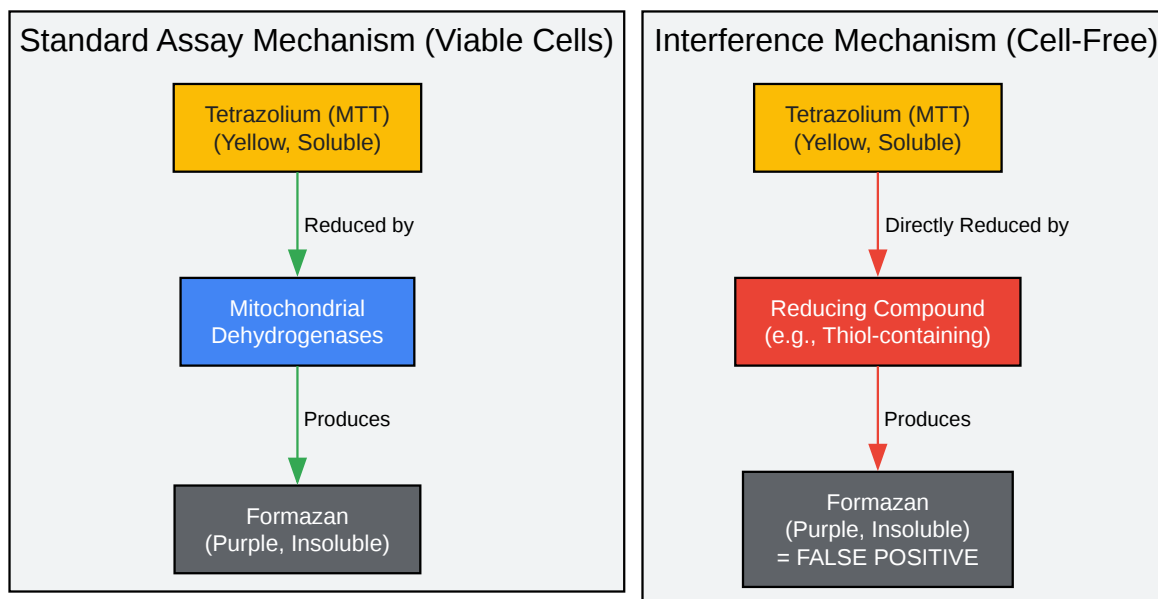 Standard Assay Mechanism (Viable Cells)
Tetrazolium (MTT)
(Yellow, Soluble)
Reduced by
Mitochondrial
Dehydrogenases
Produces
Formazan
(Purple, Insoluble)
Interference Mechanism (Cell-Free)
Tetrazolium (MTT)
(Yellow, Soluble)
Directly Reduced by
Reducing Compound
(e.g., Thiol-containing)
Produces
Formazan
(Purple, Insoluble)
= FALSE POSITIVE